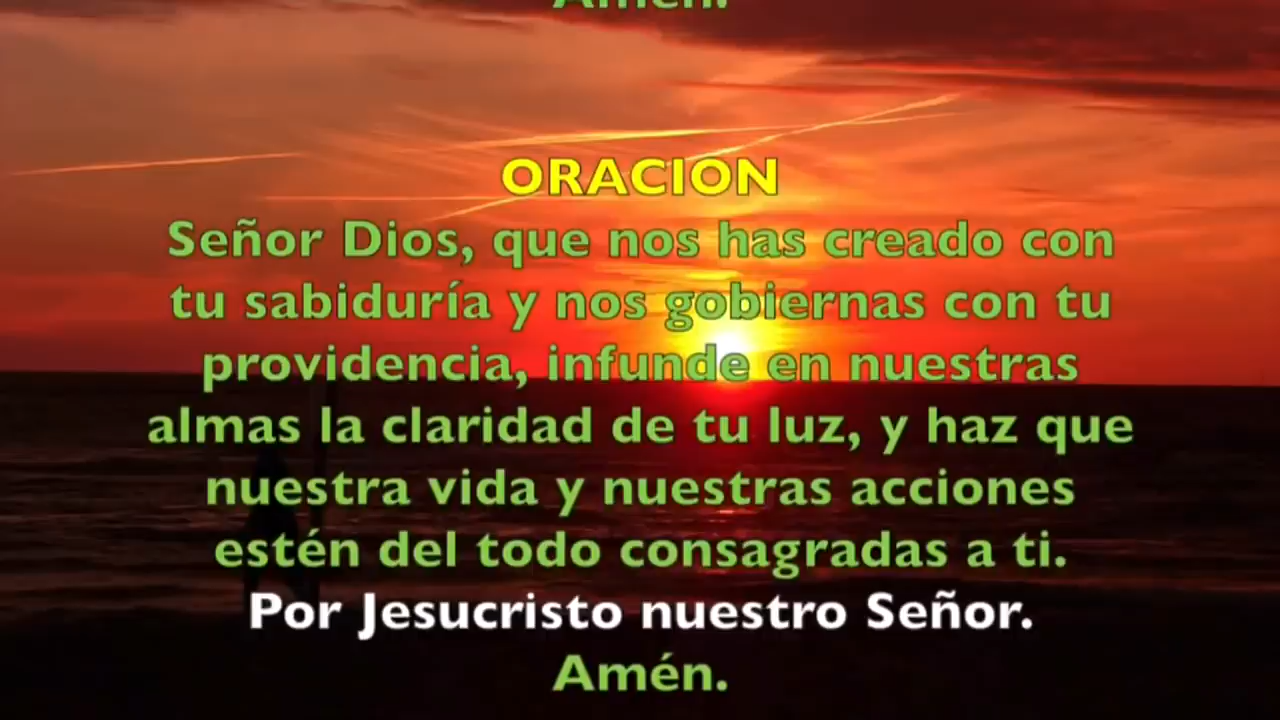 Amén.
ORACION
Señor Dios, que nos has creado con
tu sabiduría y nos gobiernas con tu
providencia, infunde en nuestras
almas la claridad de tu luz, y haz que
nuestra vida y nuestras acciones
estén del todo consagradas a ti.
Por Jesucristo nuestro Señor.
Amén.